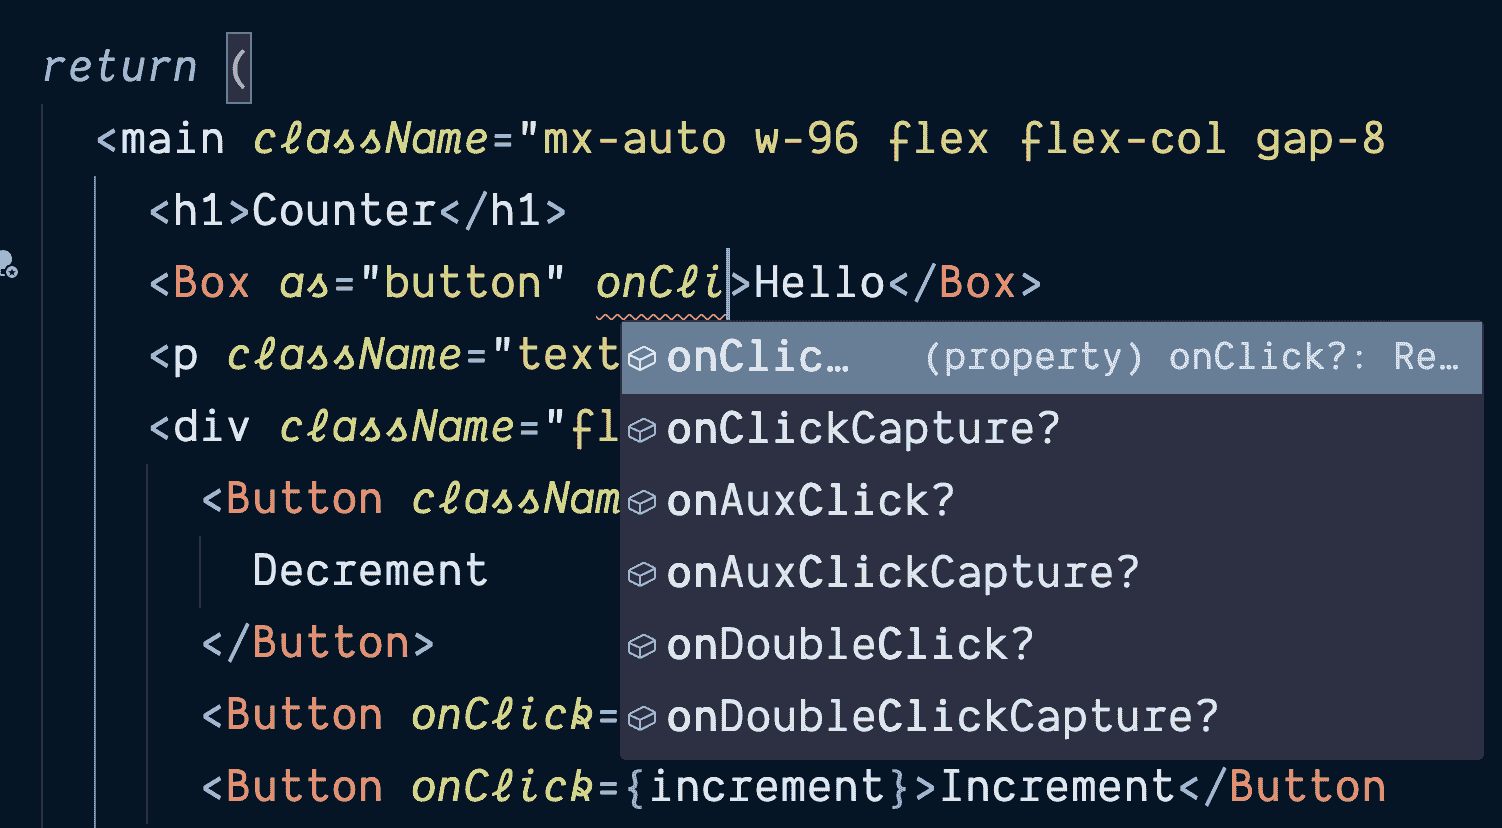 return (
<main className="mx-auto w-96 flex flex-col gap-8
<h1>Counter</h1>
<Box as="button" onCli>Hello</Box>
<p className="text
onClic… (property) onClick?: Re…
<div className="fl
onClickCapture?
<Button classNam
onAuxClick?
Decrement
onAuxClickCapture?
</Button>
onDoubleClick?
<Button onClick=
onDoubleClickCapture?
<Button onClick={increment}>Increment</Button